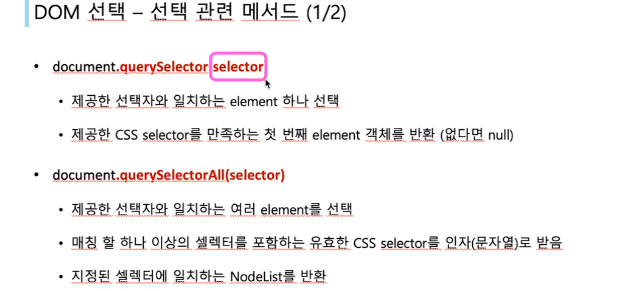 DOM 선택 – 선택 관련 메서드 (1/2)
• document.querySelector selector
• 제공한 선택자와 일치하는 element 하나 선택
• 제공한 CSS selector를 만족하는 첫 번째 element 객체를 반환 (없다면 null)
• document.querySelectorAll(selector)
• 제공한 선택자와 일치하는 여러 element를 선택
• 매칭 할 하나 이상의 셀렉터를 포함하는 유효한 CSS selector를 인자(문자열)로 받음
• 지정된 셀렉터에 일치하는 NodeList를 반환